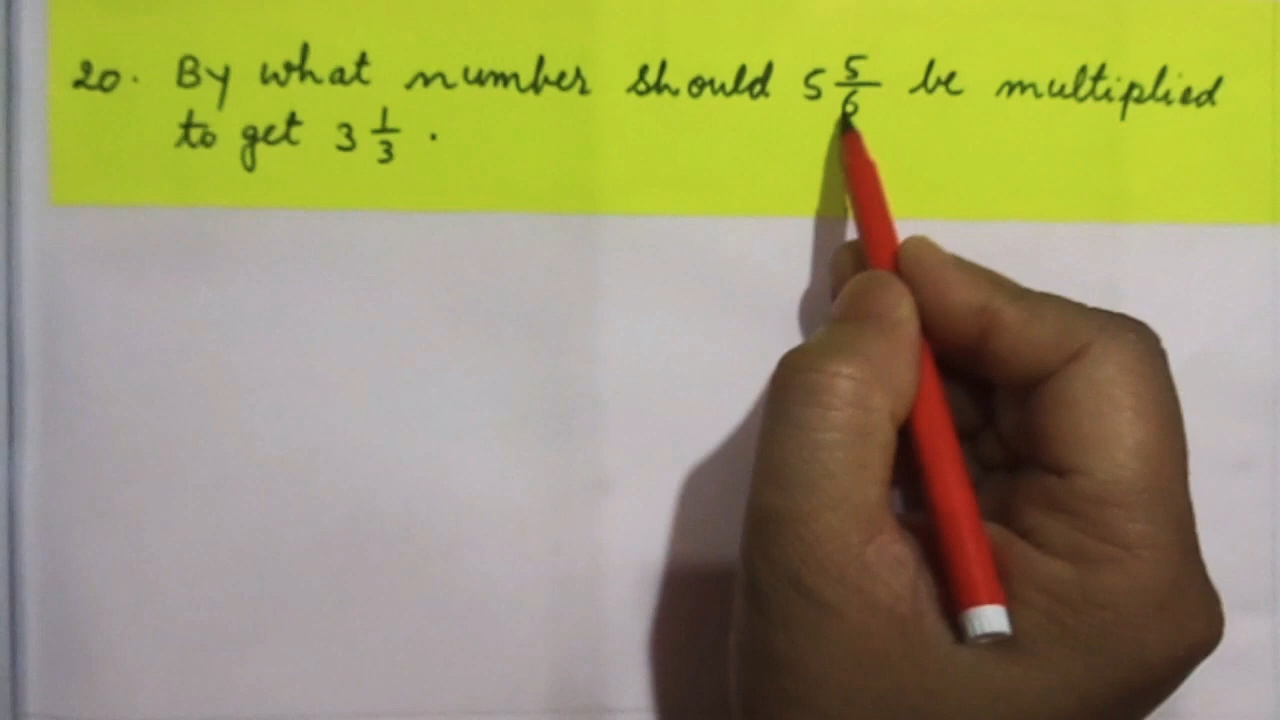 20. By what number should 5 5/6 be multiplied
to get 3 1/3 .